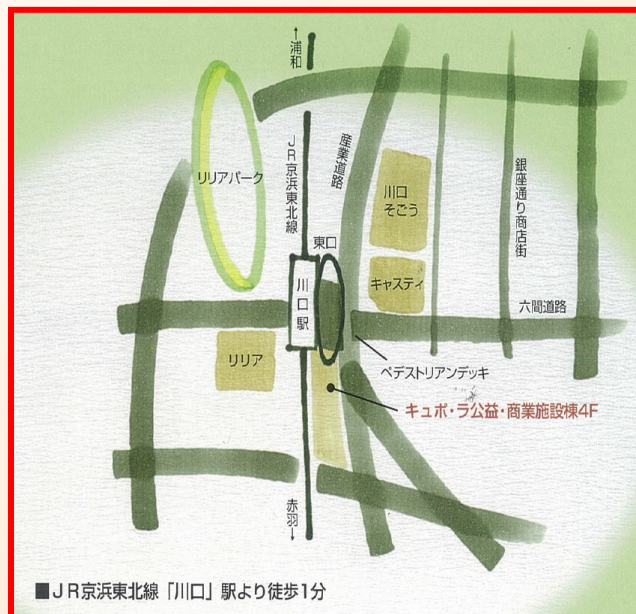 ←浦和
リリアパーク
JR京浜東北線
産業道路
川口
そごう
銀座通り商店街
東口
川口駅
キャスティ
六間道路
リリア
ペデストリアンデッキ
キュポ・ラ公益・商業施設棟4F
赤羽→
■JR京浜東北線「川口」駅より徒歩1分